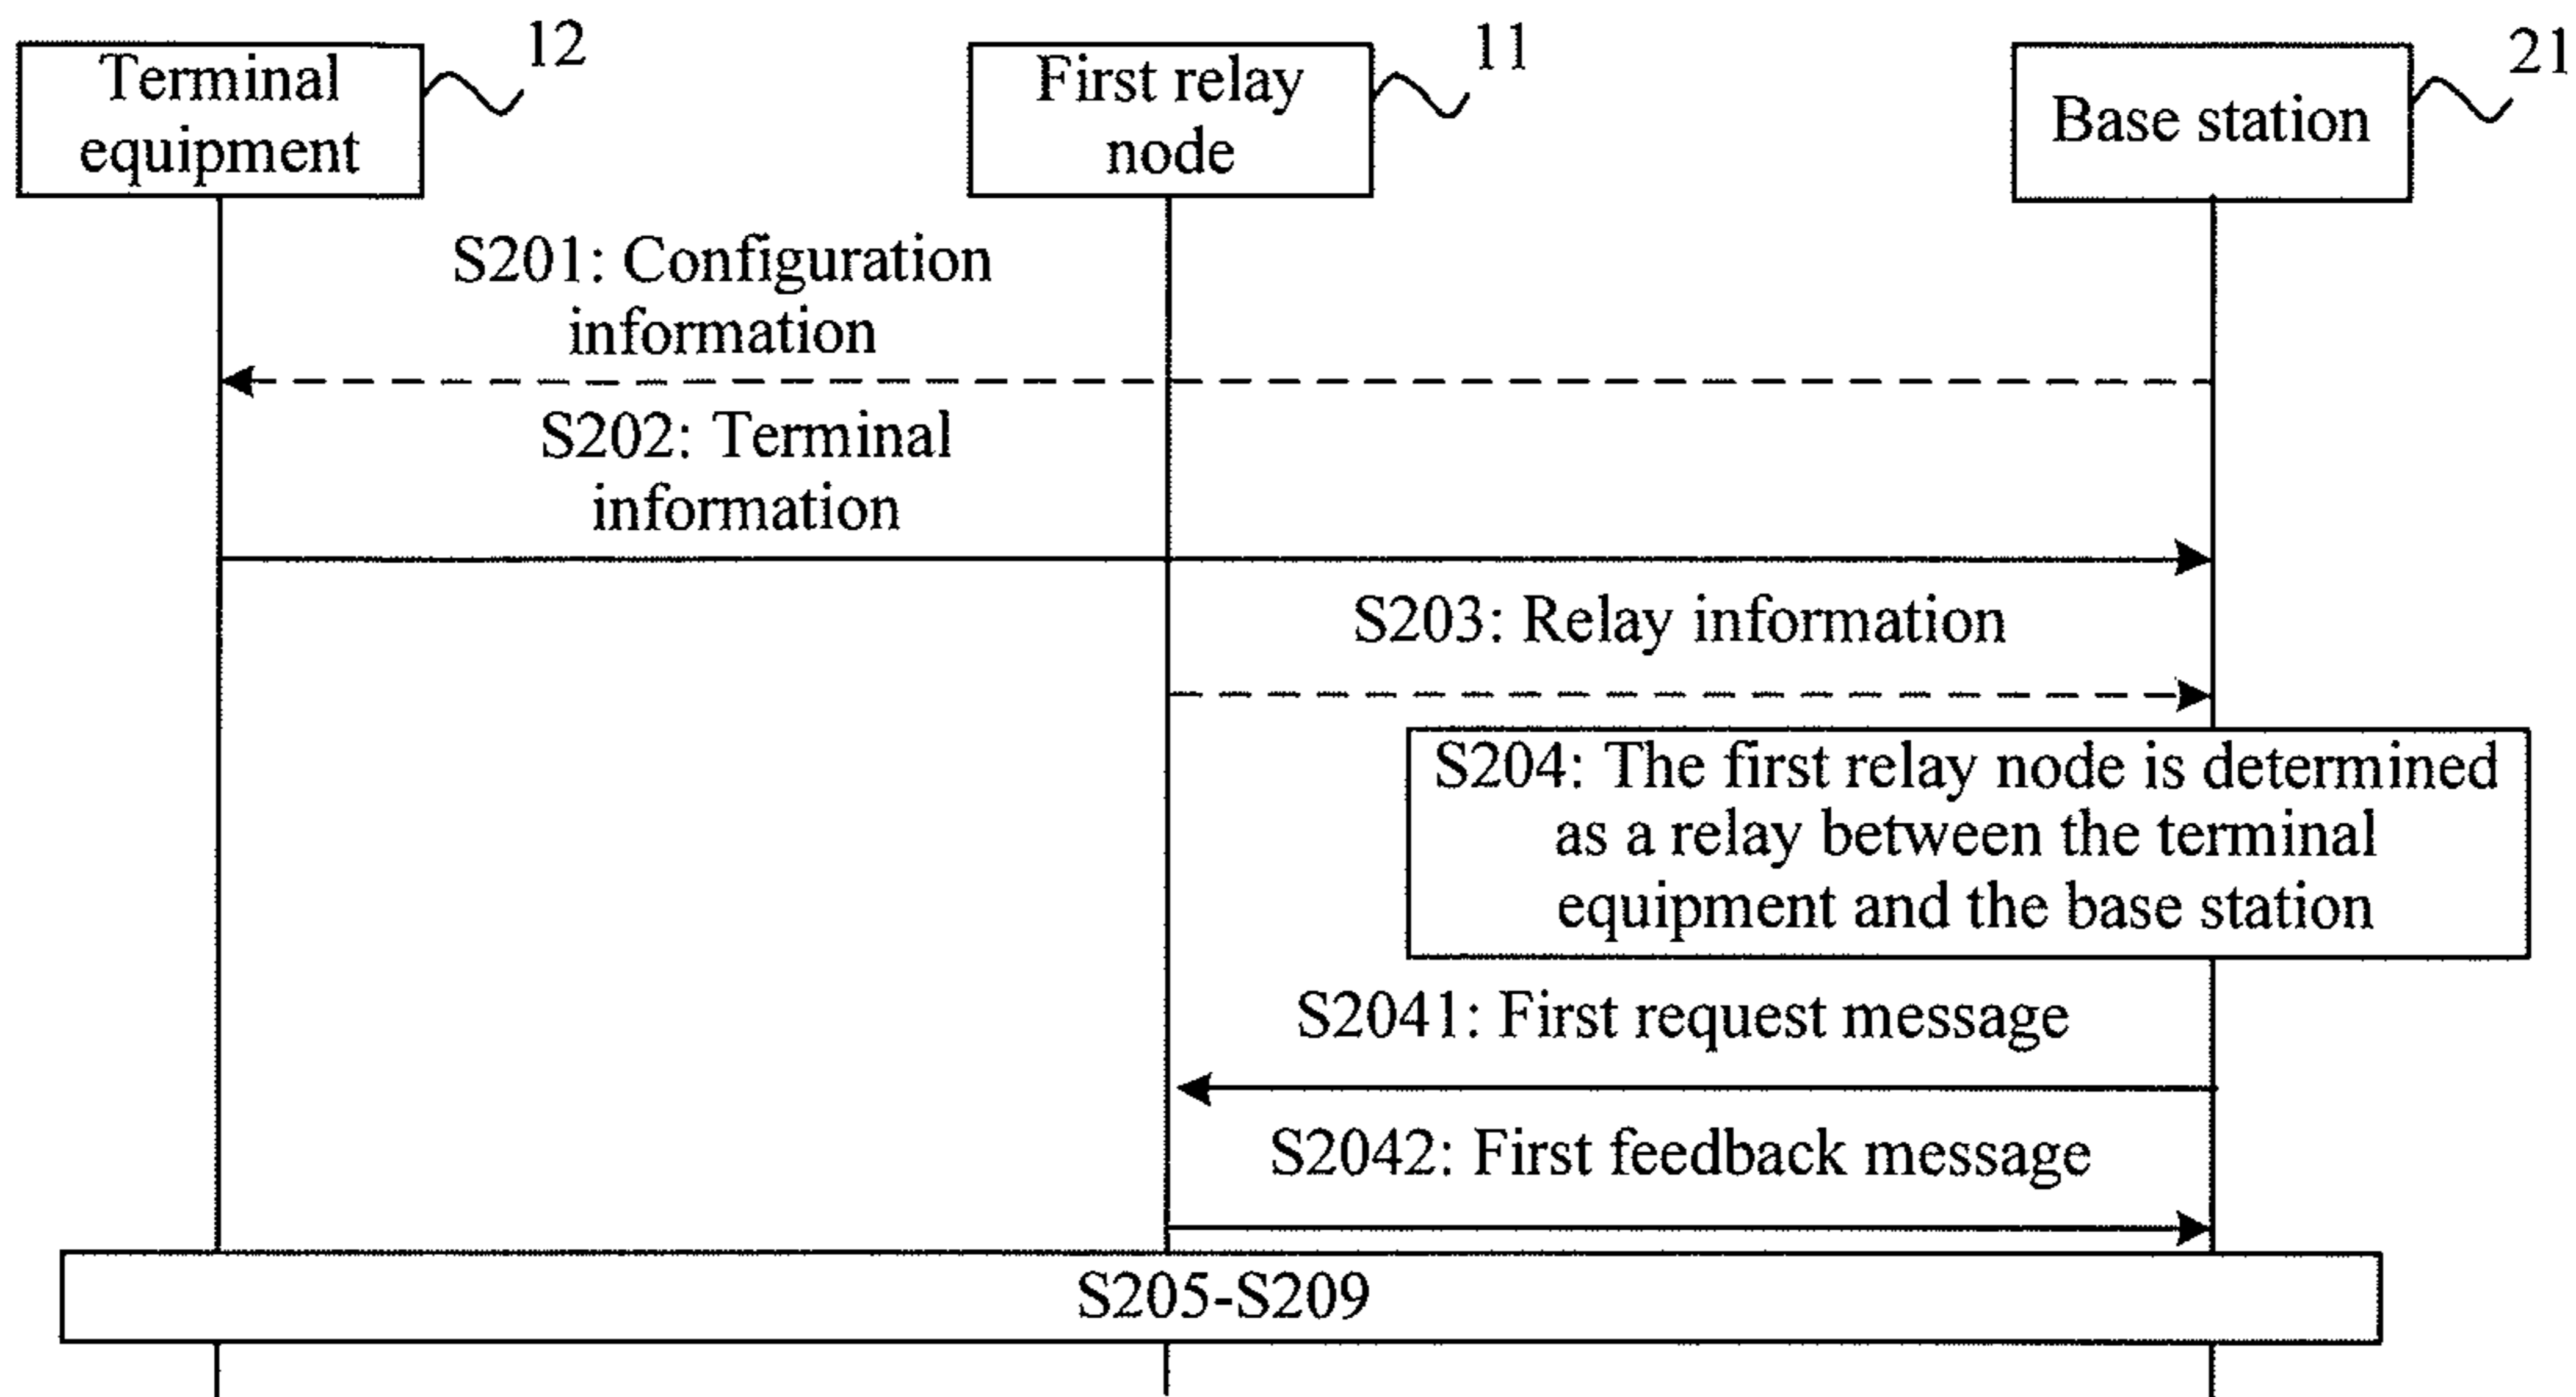 Terminal
equipment
12
First relay
node
11
Base station
21
S201: Configuration
information
S202: Terminal
information
S203: Relay information
S204: The first relay node is determined
as a relay between the terminal
equipment and the base station
S2041: First request message
S2042: First feedback message
S205-S209